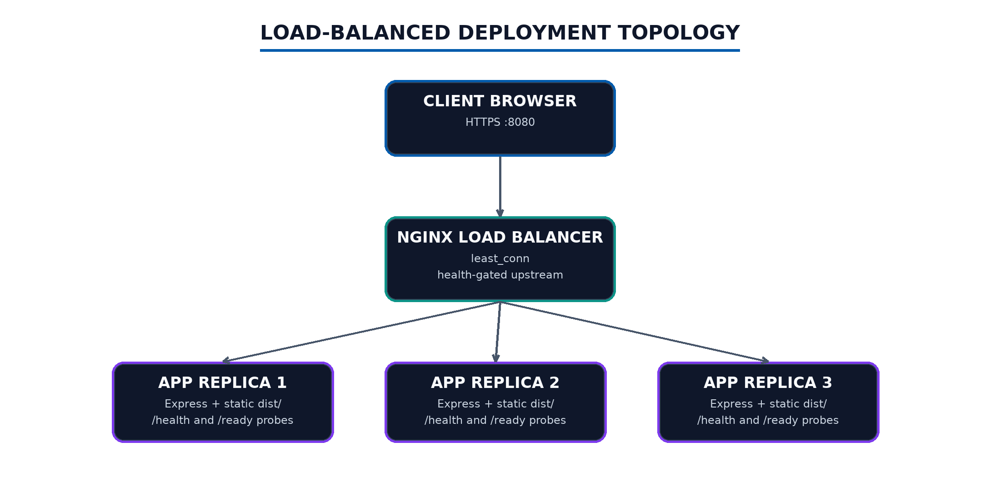 LOAD-BALANCED DEPLOYMENT TOPOLOGY
CLIENT BROWSER
HTTPS :8080
NGINX LOAD BALANCER
least_conn
health-gated upstream
APP REPLICA 1
Express + static dist/
/health and /ready probes
APP REPLICA 2
Express + static dist/
/health and /ready probes
APP REPLICA 3
Express + static dist/
/health and /ready probes